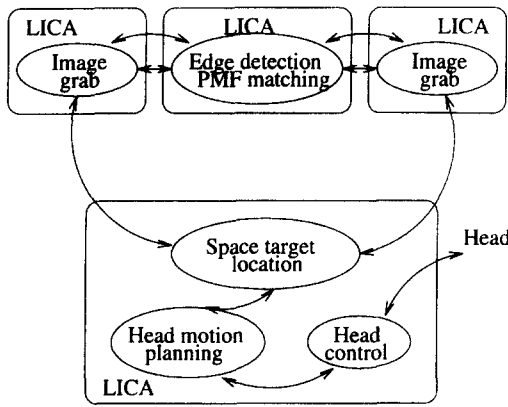 LICA
LICA
LICA
Image
grab
Edge detection
PMF matching
Image
grab
Space target
location
Head
Head motion
planning
Head
control
LICA